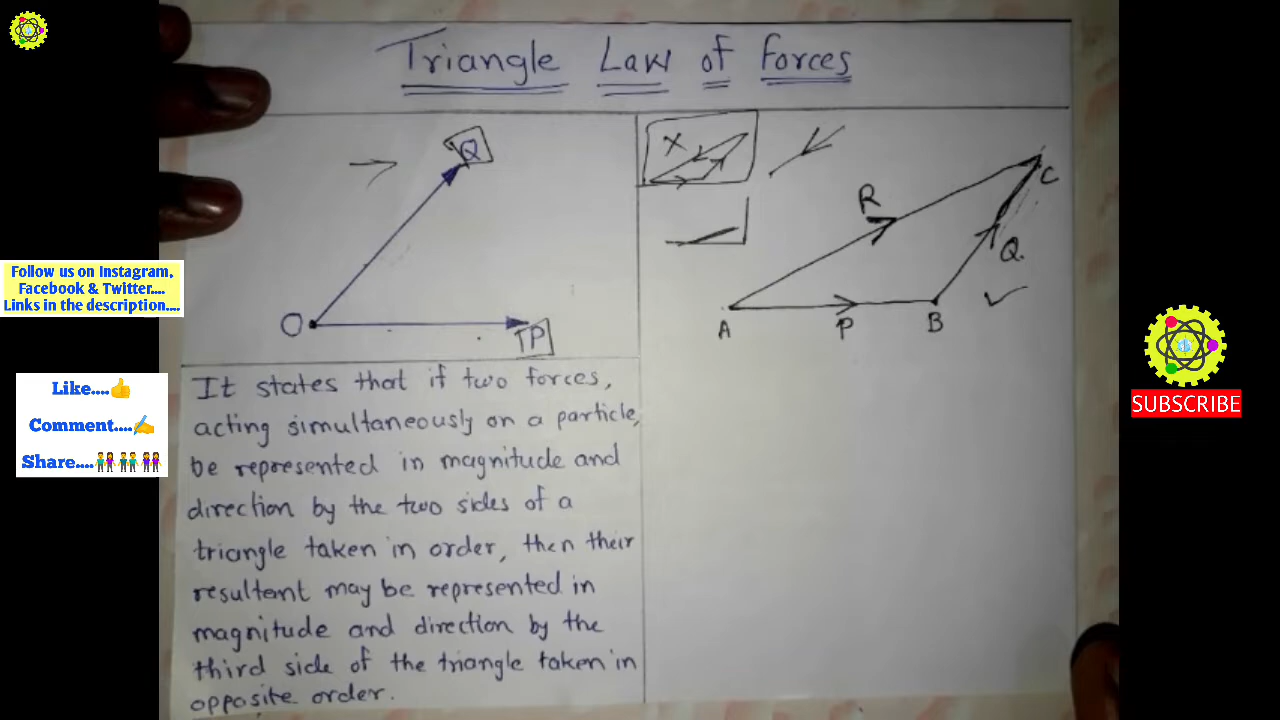 Triangle Law of Forces
Q
O
P
X
R
C
Q.
A
P
B
It states that if two forces,
acting simultaneously on a particle,
be represented in magnitude and
direction by the two sides of a
triangle taken in order, then their
resultant may be represented in
magnitude and direction by the
third side of the triangle taken in
opposite order.
Follow us on Instagram,
Facebook & Twitter....
Links in the description....
Like....👍
Comment....✍
Share....👫👬👭
SUBSCRIBE